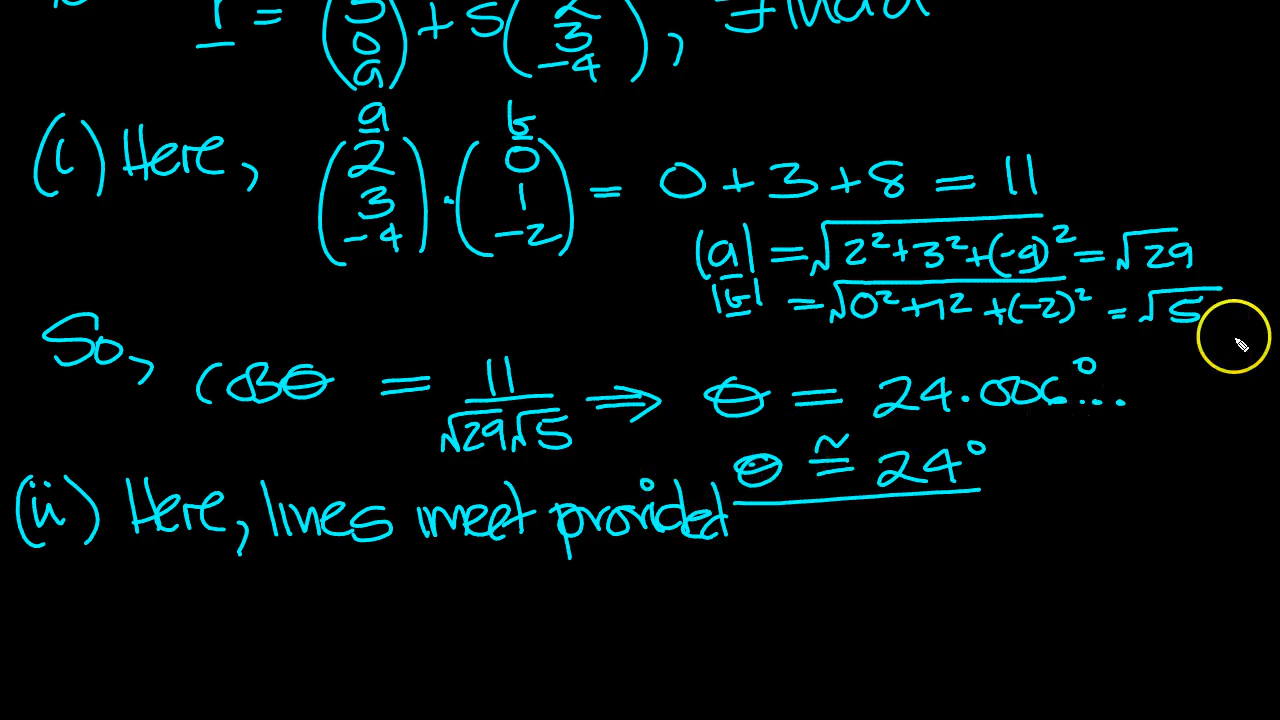 r = (5 0 a) + s(2 3 -4), find
(i) Here, a (2 3 -4) · b (0 1 -2) = 0 + 3 + 8 = 11
|a| = √2² + 3² + (-4)² = √29
|b| = √0² + 1² + (-2)² = √5
So, cosθ = 11 / √29√5 ⟹ θ = 24.006°...
θ ≅ 24°
(ii) Here, lines meet provided